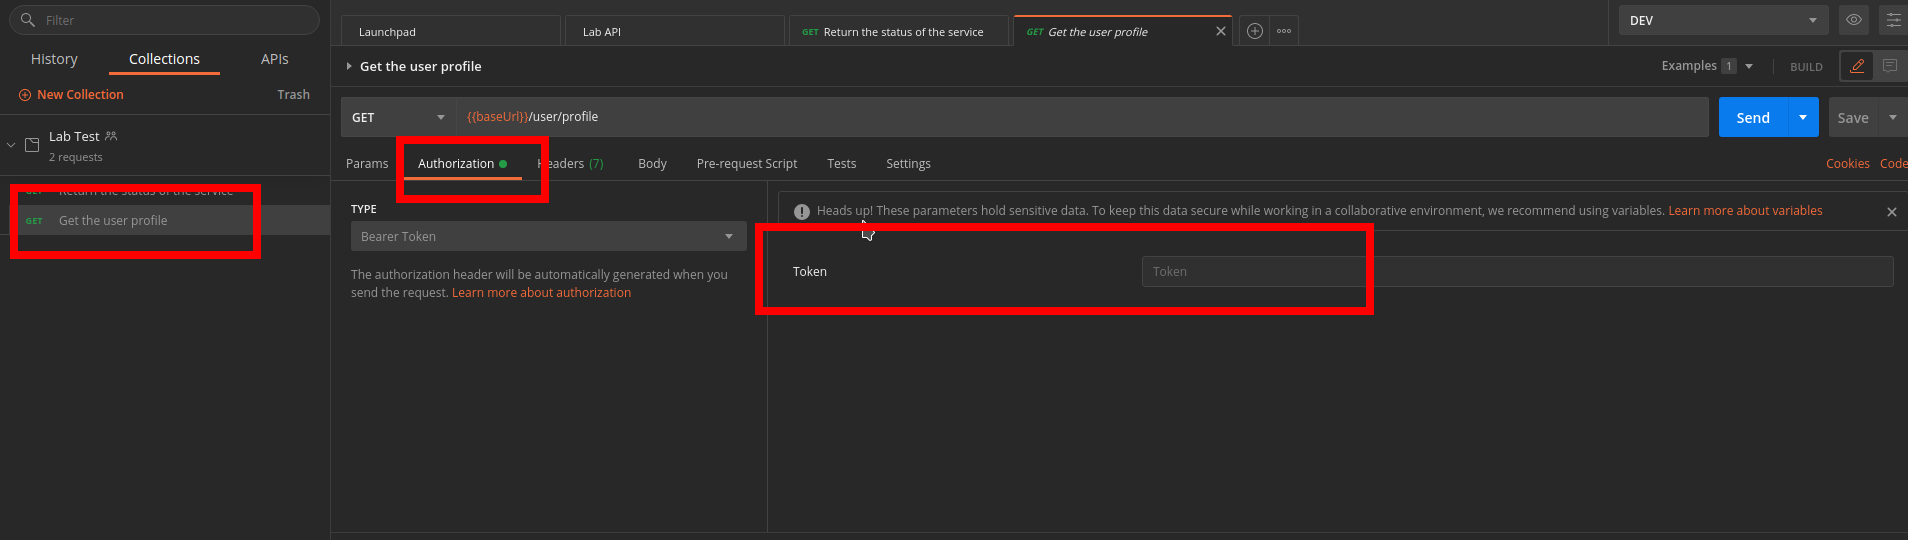 Filter
History Collections APIs
New Collection Trash
Lab Test
2 requests
GET Return the status of the service
GET Get the user profile
Launchpad Lab API GET Return the status of the service GET Get the user profile
DEV
Get the user profile
Examples 1 BUILD
GET {{baseUrl}}/user/profile
Send Save
Params Authorization Headers (7) Body Pre-request Script Tests Settings
Cookies Code
TYPE
Bearer Token
The authorization header will be automatically generated when you
send the request. Learn more about authorization
Heads up! These parameters hold sensitive data. To keep this data secure while working in a collaborative environment, we recommend using variables. Learn more about variables
Token Token